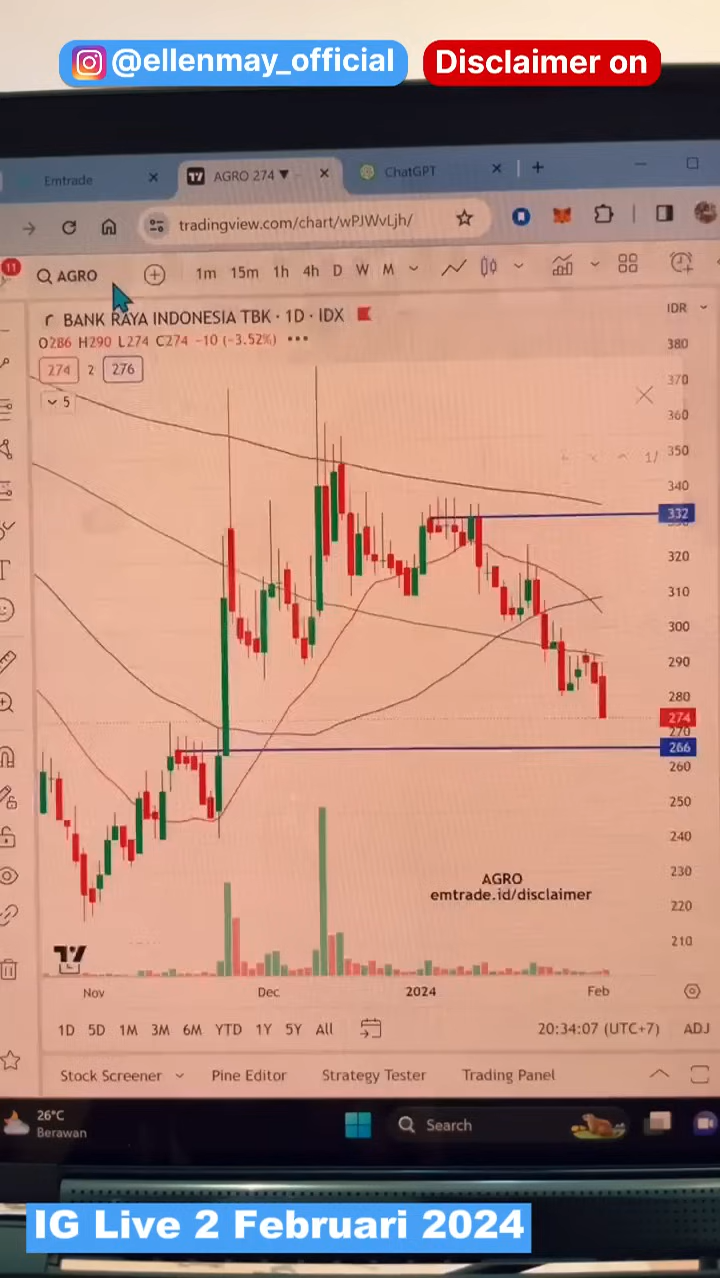 @ellenmay_official
Disclaimer on
Emtrade
AGRO 274 ▼
ChatGPT
tradingview.com/chart/wPJWvLjh/
11
AGRO
1m 15m 1h 4h D W M
BANK RAYA INDONESIA TBK · 1D · IDX
IDR
O286 H290 L274 C274 −10 (−3.52%)
274 2 276
5
380
370
360
350
340
332
320
310
300
290
280
274
270
266
260
250
240
230
220
210
AGRO
emtrade.id/disclaimer
Nov Dec 2024 Feb
1D 5D 1M 3M 6M YTD 1Y 5Y All
20:34:07 (UTC+7) ADJ
Stock Screener Pine Editor Strategy Tester Trading Panel
26°C
Berawan
Search
IG Live 2 Februari 2024